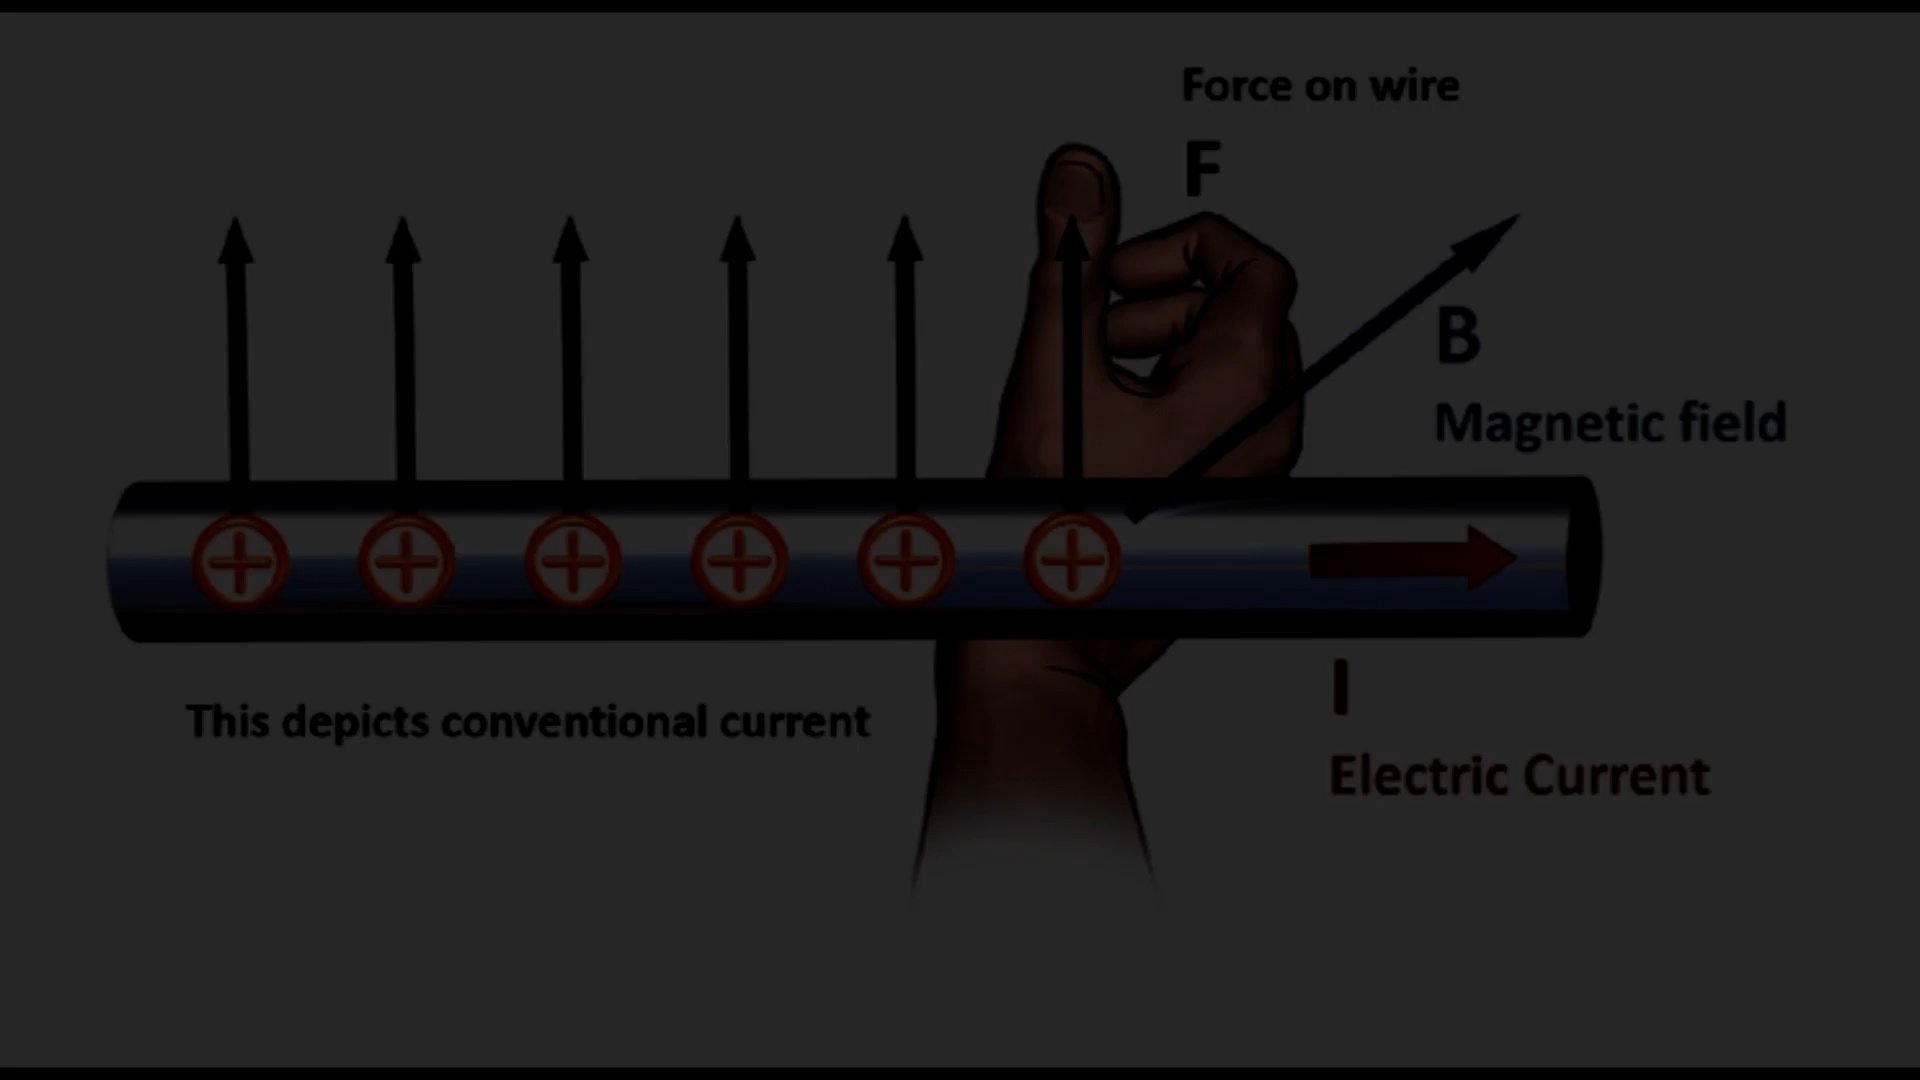 Force on wire
F
B
Magnetic field
I
This depicts conventional current
Electric Current